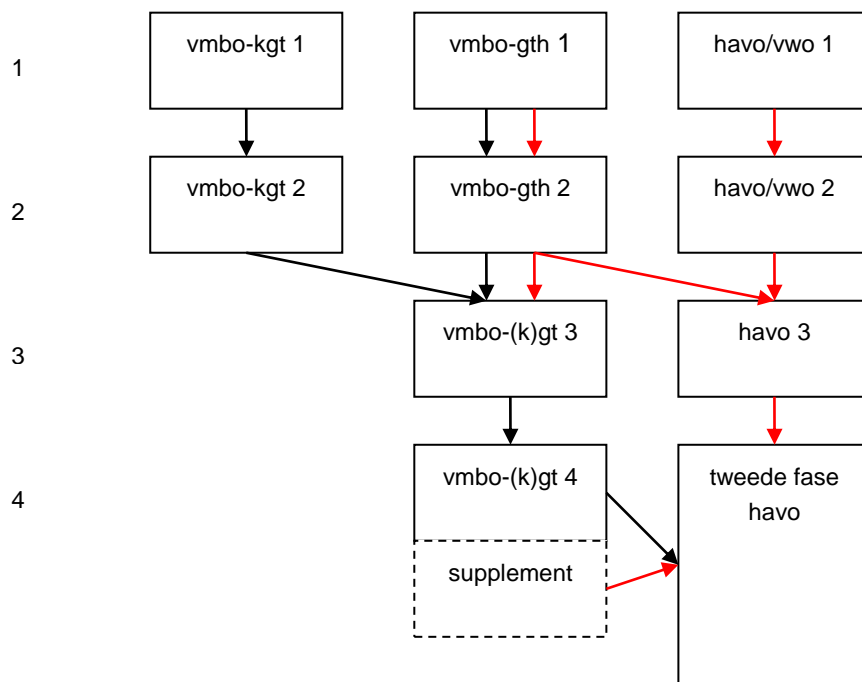 1
vmbo-kgt 1
vmbo-gth 1
havo/vwo 1
2
vmbo-kgt 2
vmbo-gth 2
havo/vwo 2
3
vmbo-(k)gt 3
havo 3
4
vmbo-(k)gt 4
tweede fase
havo
supplement